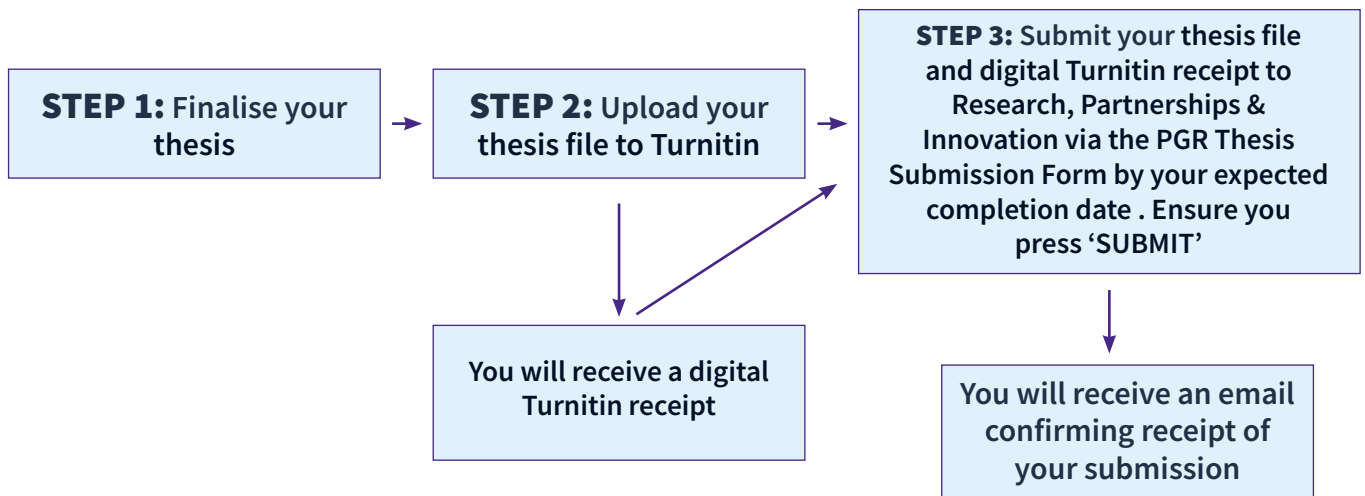 STEP 1: Finalise your
thesis
STEP 2: Upload your
thesis file to Turnitin
You will receive a digital
Turnitin receipt
STEP 3: Submit your thesis file
and digital Turnitin receipt to
Research, Partnerships &
Innovation via the PGR Thesis
Submission Form by your expected
completion date . Ensure you
press ‘SUBMIT’
You will receive an email
confirming receipt of
your submission